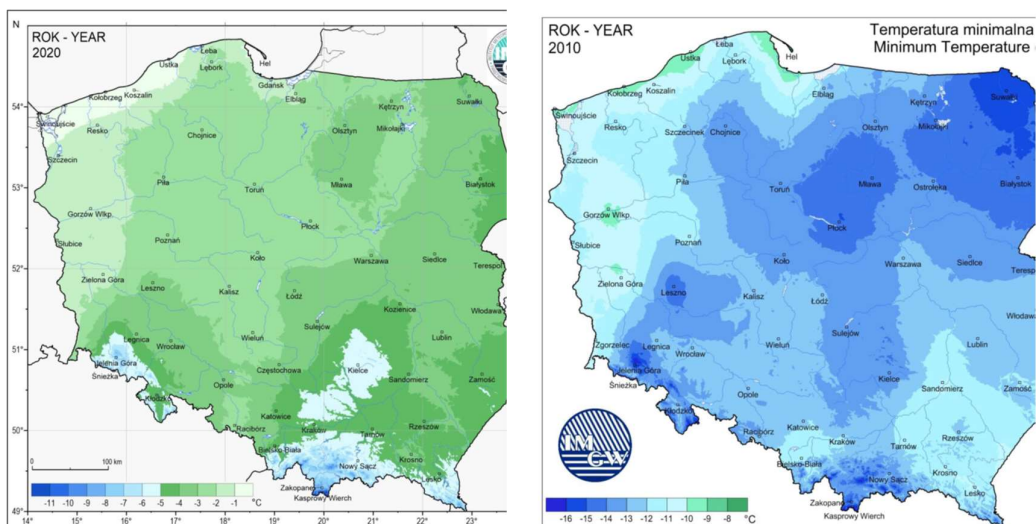 N
ROK - YEAR
2020
Łeba
Ustka
Lębork
Hel
Koszalin
Gdańsk
Kołobrzeg
Elbląg
Kętrzyn
Suwałki
54°
Świnoujście
Resko
Chojnice
Olsztyn
Mikołajki
Szczecin
Piła
Toruń
Mława
Białystok
53°
Gorzów Wlkp.
Płock
Słubice
Poznań
Koło
Warszawa
Siedlce
Terespol
52°
Zielona Góra
Leszno
Kalisz
Łódź
Kozienice
Włodawa
Legnica
Wrocław
Wieluń
Sulejów
Lublin
51°
Jelenia Góra
Śnieżka
Opole
Częstochowa
Kielce
Sandomierz
Zamość
Kłodzko
Katowice
Racibórz
Kraków
Tarnów
Rzeszów
50°
Bielsko-Biała
Nowy Sącz
Krosno
Lesko
0 100 km
Zakopane
Kasprowy Wierch
-11 -10 -9 -8 -7 -6 -5 -4 -3 -2 -1 °C
49°
14° 15° 16° 17° 18° 19° 20° 21° 22° 23°
ROK - YEAR
2010
Temperatura minimalna
Minimum Temperature
Łeba
Ustka
Lębork
Hel
Kołobrzeg
Koszalin
Elbląg
Kętrzyn
Suwałki
Świnoujście
Resko
Szczecinek
Chojnice
Olsztyn
Mikołajki
Szczecin
Piła
Toruń
Mława
Ostrołęka
Białystok
Gorzów Wlkp.
Płock
Słubice
Poznań
Koło
Warszawa
Siedlce
Terespol
Zielona Góra
Leszno
Kalisz
Łódź
Włodawa
Zgorzelec
Legnica
Wrocław
Wieluń
Sulejów
Lublin
Jelenia Góra
Śnieżka
Kielce
Opole
Sandomierz
Zamość
Kłodzko
Racibórz
Katowice
Kraków
Tarnów
Rzeszów
Bielsko-Biała
Nowy Sącz
Krosno
Lesko
IM
GW
Zakopane
Kasprowy Wierch
-16 -15 -14 -13 -12 -11 -10 -9 -8 °C